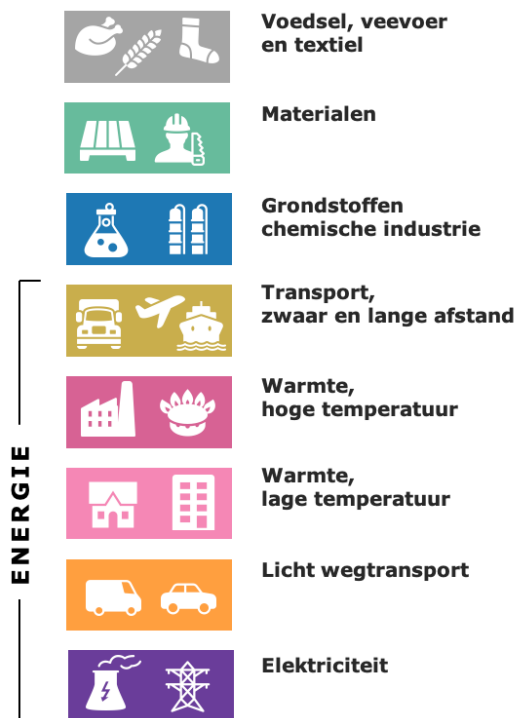 Voedsel, veevoer
en textiel
Materialen
Grondstoffen
chemische industrie
Transport,
zwaar en lange afstand
Warmte,
hoge temperatuur
Warmte,
lage temperatuur
Licht wegtransport
Elektriciteit
ENERGIE